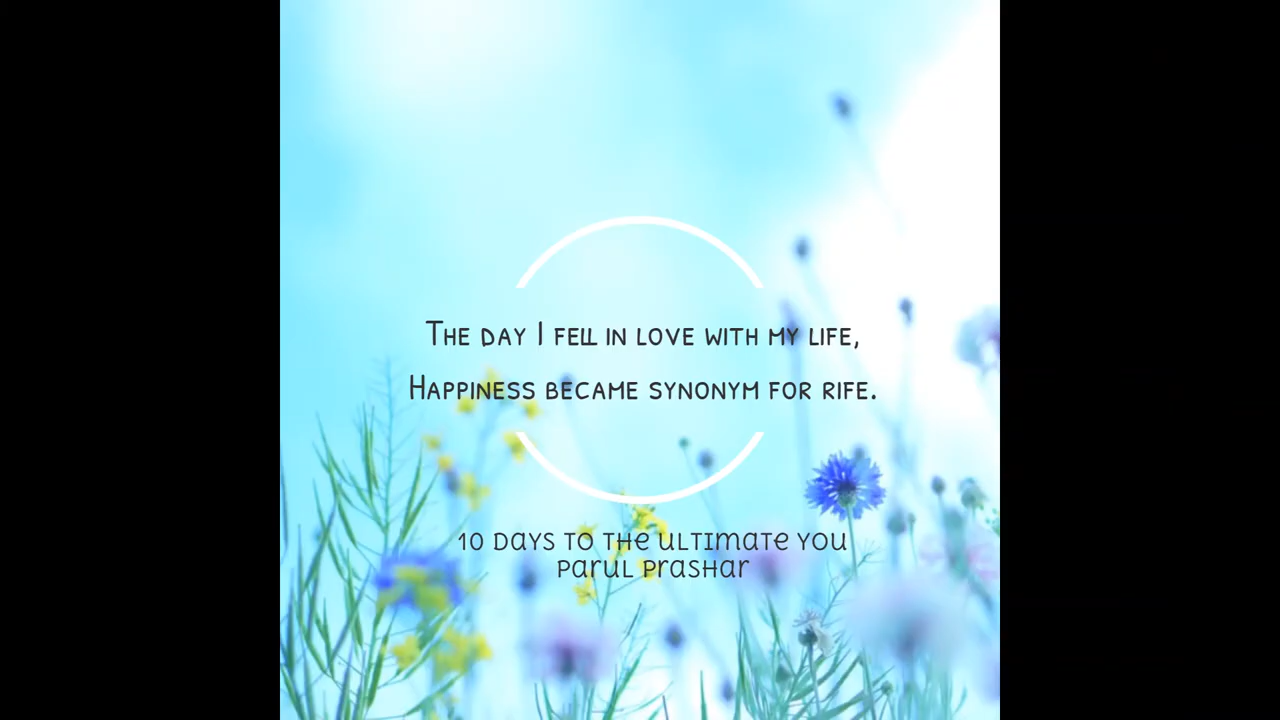 The day I fell in love with my life,
Happiness became synonym for rife.
10 days to the ultimate you
Parul Prashar